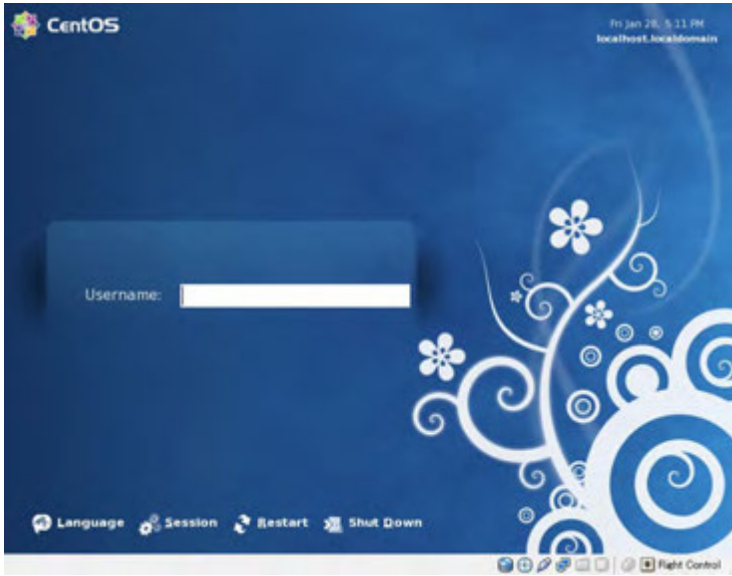 CentOS
Fri Jan 28, 5:11 PM
localhost.localdomain
Username:
Language Session Restart Shut Down
Right Control